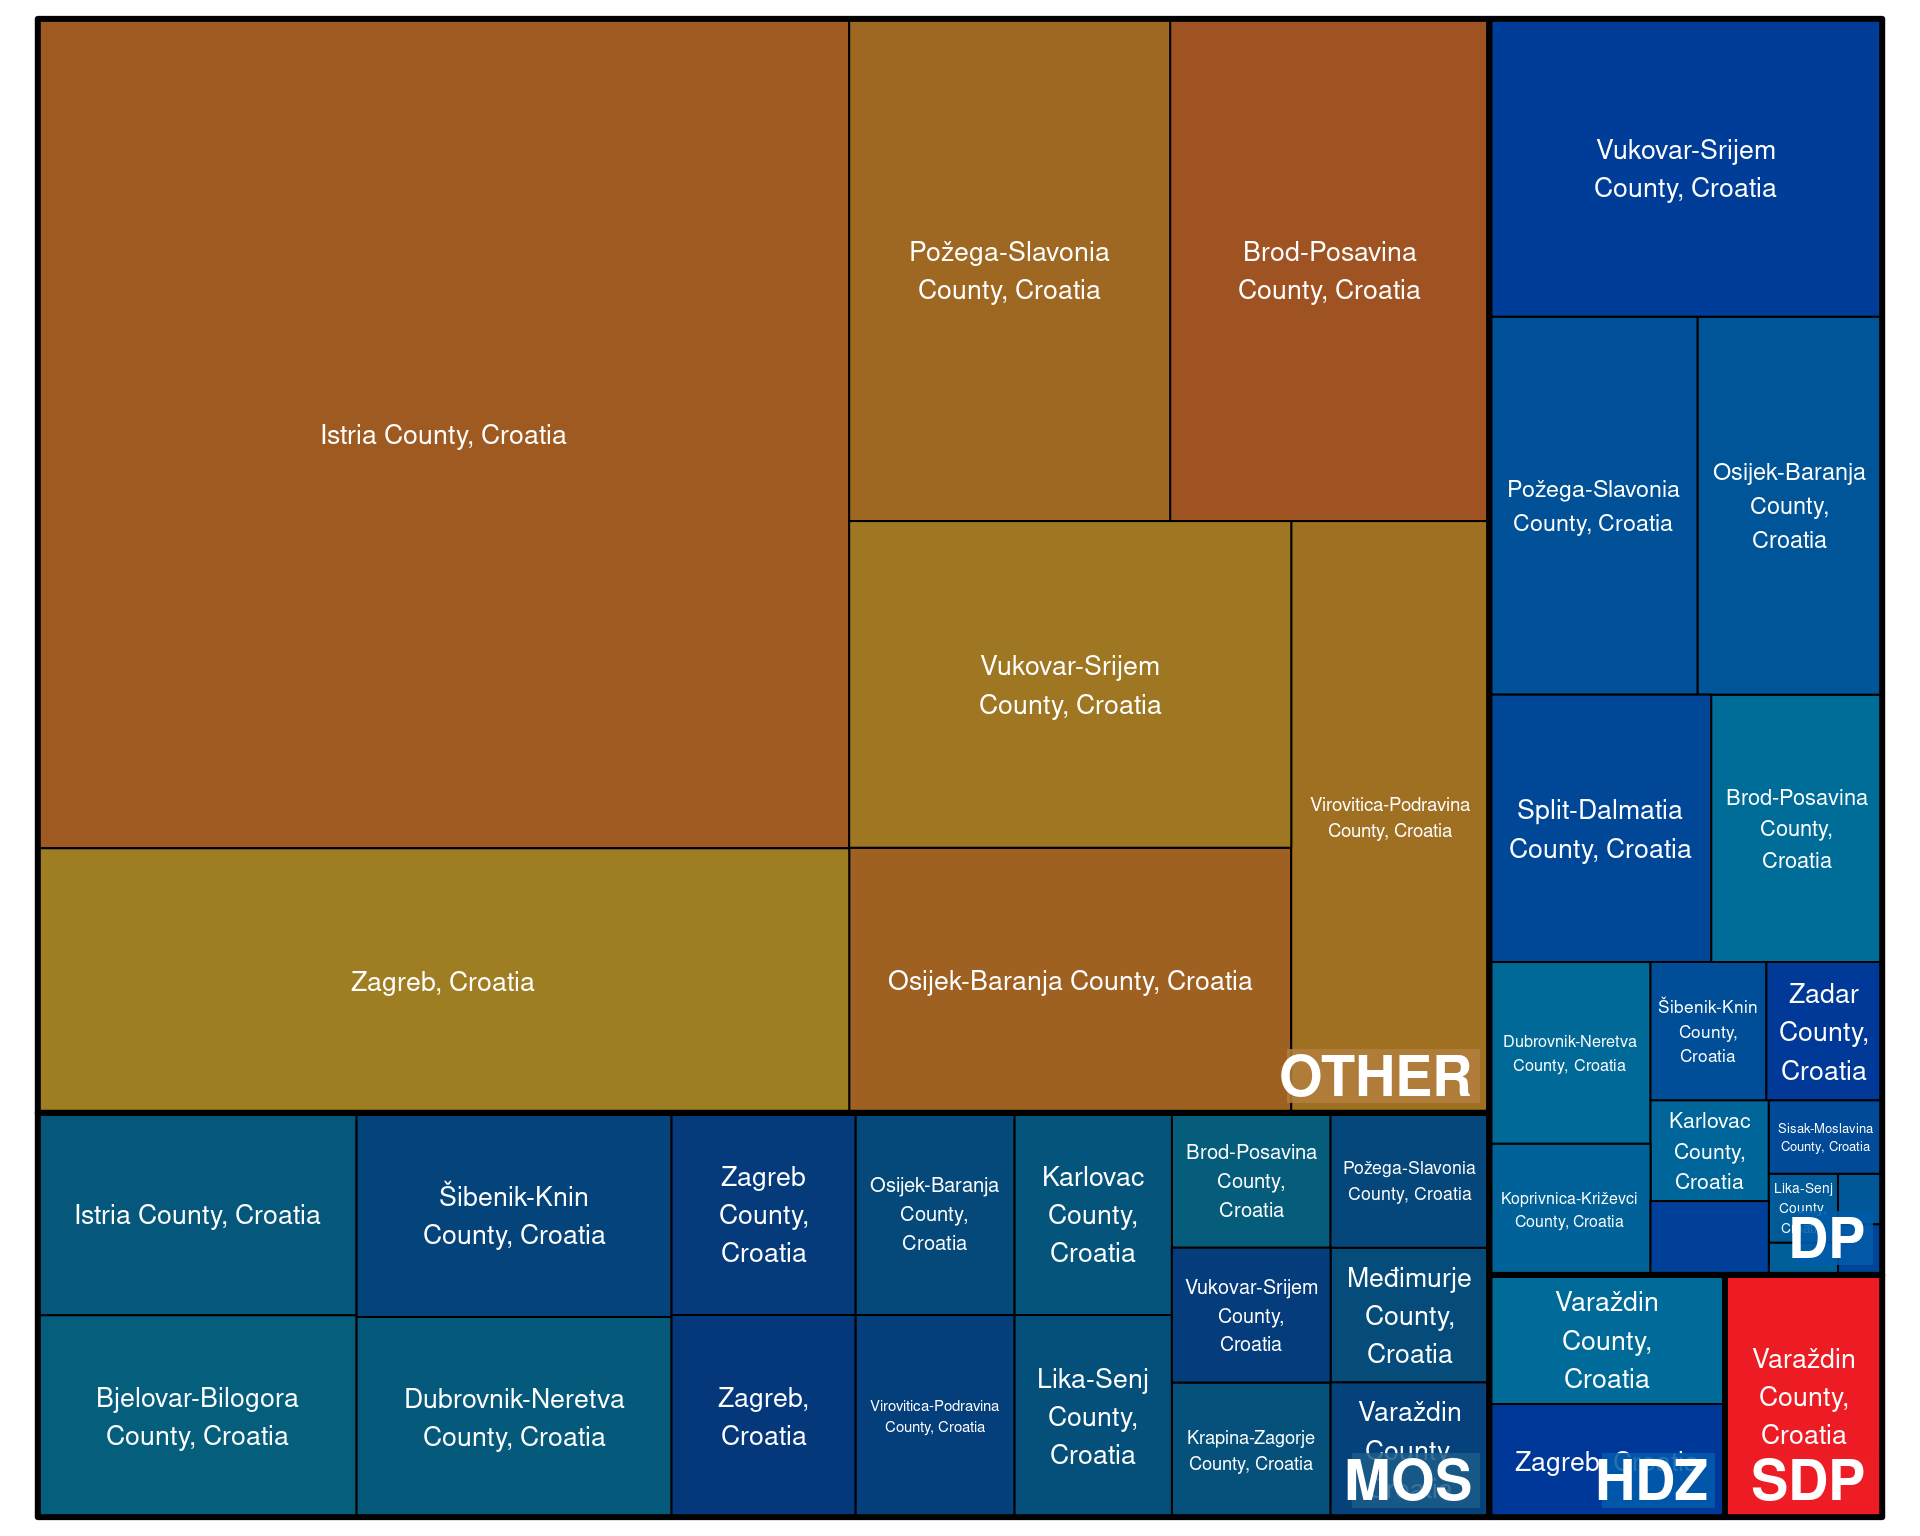 Istria County, Croatia
Požega-Slavonia
County, Croatia
Brod-Posavina
County, Croatia
Vukovar-Srijem
County, Croatia
Virovitica-Podravina
County, Croatia
Zagreb, Croatia
Osijek-Baranja County, Croatia
OTHER
Vukovar-Srijem
County, Croatia
Požega-Slavonia
County, Croatia
Osijek-Baranja
County,
Croatia
Split-Dalmatia
County, Croatia
Brod-Posavina
County,
Croatia
Dubrovnik-Neretva
County, Croatia
Šibenik-Knin
County,
Croatia
Zadar
County,
Croatia
Karlovac
County,
Croatia
Sisak-Moslavina
County, Croatia
Koprivnica-Križevci
County, Croatia
Lika-Senj
County
DP
Istria County, Croatia
Šibenik-Knin
County, Croatia
Zagreb
County,
Croatia
Osijek-Baranja
County,
Croatia
Karlovac
County,
Croatia
Brod-Posavina
County,
Croatia
Požega-Slavonia
County, Croatia
Vukovar-Srijem
County,
Croatia
Međimurje
County,
Croatia
Bjelovar-Bilogora
County, Croatia
Dubrovnik-Neretva
County, Croatia
Zagreb,
Croatia
Virovitica-Podravina
County, Croatia
Lika-Senj
County,
Croatia
Krapina-Zagorje
County, Croatia
Varaždin
County
MOS
Varaždin
County,
Croatia
Zagreb
HDZ
Varaždin
County,
Croatia
SDP